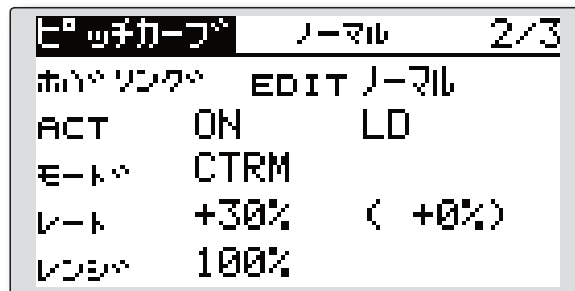 ピッチカーブ ノーマル 2/3
ホバリング EDIT ノーマル
ACT ON LD
モード CTRM
レート +30% ( +0%)
レンジ 100%